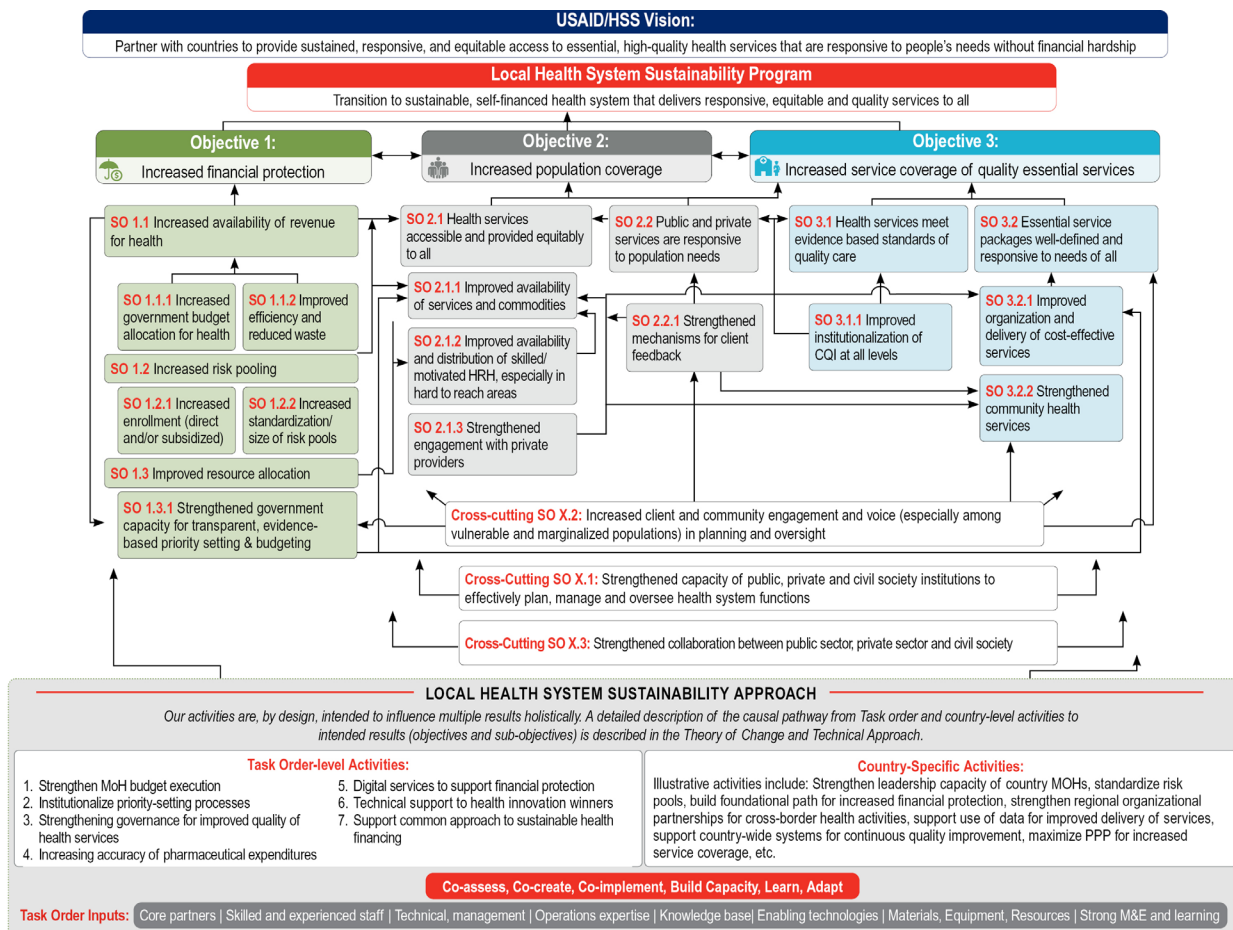 USAID/HSS Vision:
Partner with countries to provide sustained, responsive, and equitable access to essential, high-quality health services that are responsive to people's needs without financial hardship
Local Health System Sustainability Program
Transition to sustainable, self-financed health system that delivers responsive, equitable and quality services to all
Objective 1:
Increased financial protection
Objective 2:
Increased population coverage
Objective 3:
Increased service coverage of quality essential services
SO 1.1 Increased availability of revenue
for health
SO 1.1.1 Increased
government budget
allocation for health
SO 1.1.2 Improved
efficiency and
reduced waste
SO 1.2 Increased risk pooling
SO 1.2.1 Increased
enrollment (direct
and/or subsidized)
SO 1.2.2 Increased
standardization/
size of risk pools
SO 1.3 Improved resource allocation
SO 1.3.1 Strengthened government
capacity for transparent, evidence-
based priority setting & budgeting
SO 2.1 Health services
accessible and provided equitably
to all
SO 2.2 Public and private
services are responsive
to population needs
SO 2.1.1 Improved availability
of services and commodities
SO 2.1.2 Improved availability
and distribution of skilled/
motivated HRH, especially in
hard to reach areas
SO 2.1.3 Strengthened
engagement with private
providers
SO 2.2.1 Strengthened
mechanisms for client
feedback
SO 3.1 Health services meet
evidence based standards of
quality care
SO 3.2 Essential service
packages well-defined and
responsive to needs of all
SO 3.1.1 Improved
institutionalization of
CQI at all levels
SO 3.2.1 Improved
organization and
delivery of cost-effective
services
SO 3.2.2 Strengthened
community health
services
Cross-cutting SO X.2: Increased client and community engagement and voice (especially among
vulnerable and marginalized populations) in planning and oversight
Cross-Cutting SO X.1: Strengthened capacity of public, private and civil society institutions to
effectively plan, manage and oversee health system functions
Cross-Cutting SO X.3: Strengthened collaboration between public sector, private sector and civil society
LOCAL HEALTH SYSTEM SUSTAINABILITY APPROACH
Our activities are, by design, intended to influence multiple results holistically. A detailed description of the causal pathway from Task order and country-level activities to
intended results (objectives and sub-objectives) is described in the Theory of Change and Technical Approach.
Task Order-level Activities:
1. Strengthen MoH budget execution
2. Institutionalize priority-setting processes
3. Strengthening governance for improved quality of
health services
4. Increasing accuracy of pharmaceutical expenditures
5. Digital services to support financial protection
6. Technical support to health innovation winners
7. Support common approach to sustainable health
financing
Country-Specific Activities:
Illustrative activities include: Strengthen leadership capacity of country MOHs, standardize risk
pools, build foundational path for increased financial protection, strengthen regional organizational
partnerships for cross-border health activities, support use of data for improved delivery of services,
support country-wide systems for continuous quality improvement, maximize PPP for increased
service coverage, etc.
Co-assess, Co-create, Co-implement, Build Capacity, Learn, Adapt
Task Order Inputs: Core partners | Skilled and experienced staff | Technical, management | Operations expertise | Knowledge base| Enabling technologies | Materials, Equipment, Resources | Strong M&E and learning